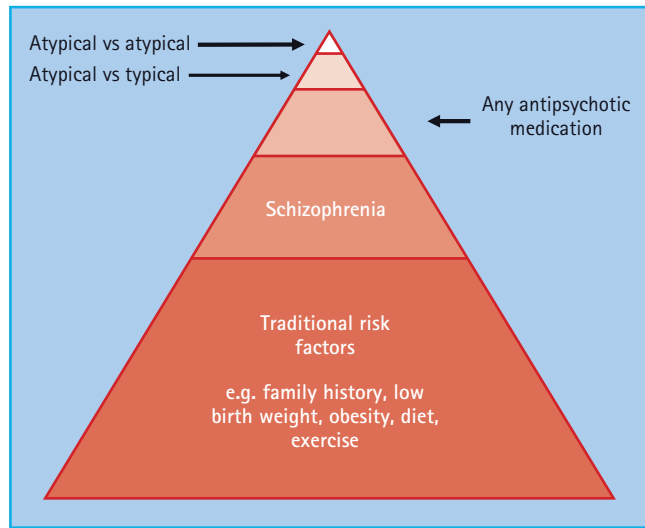 Atypical vs atypical
Atypical vs typical
Any antipsychotic
medication
Schizophrenia
Traditional risk
factors
e.g. family history, low
birth weight, obesity, diet,
exercise